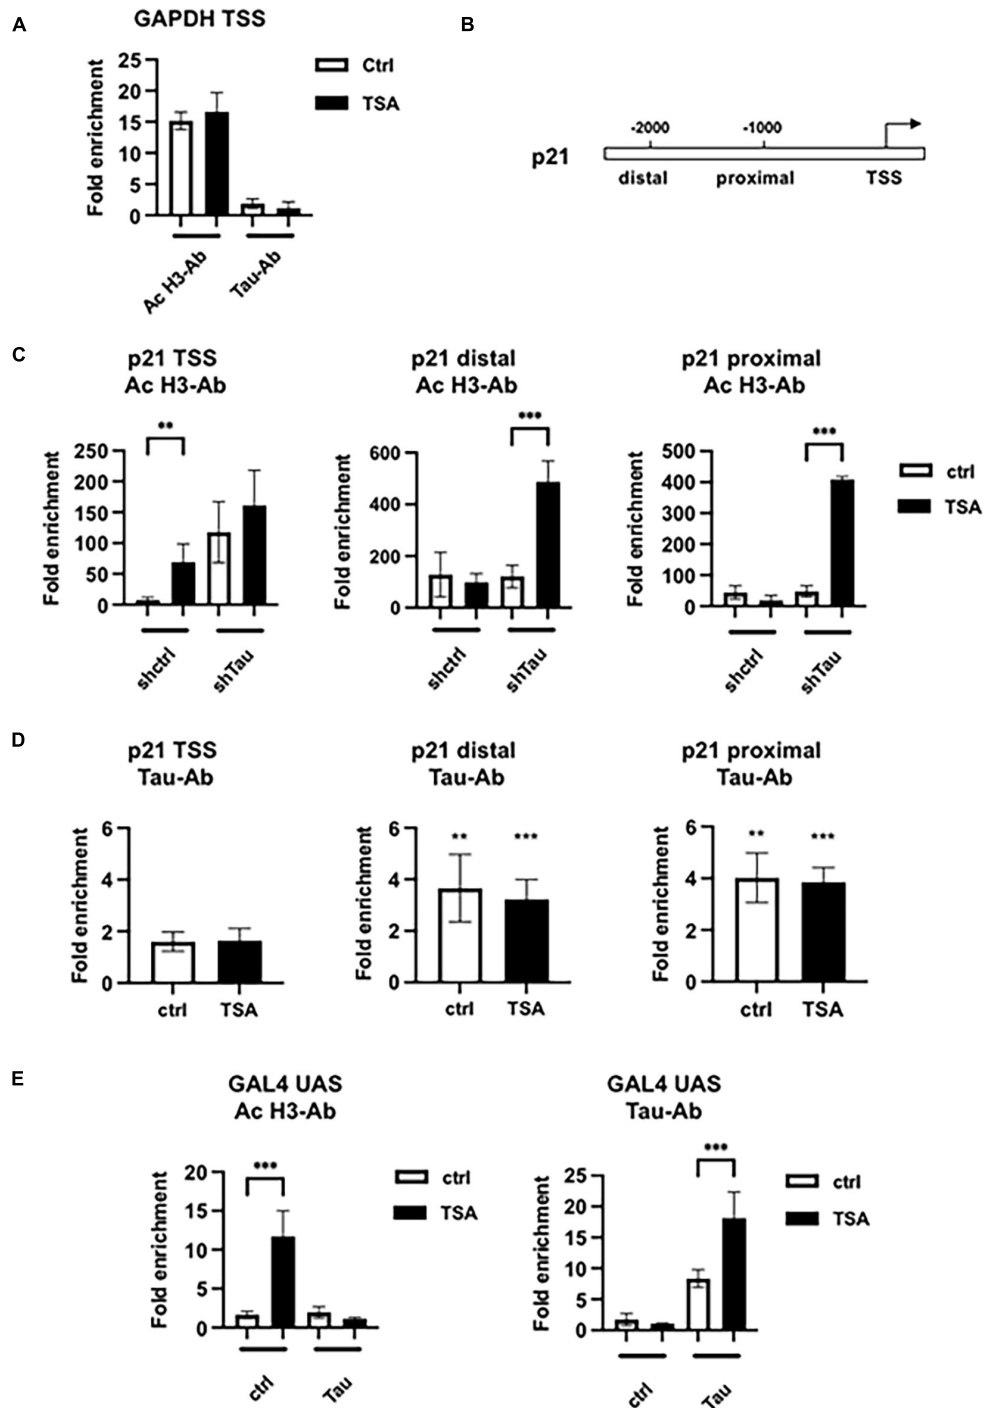 A
GAPDH TSS
Fold enrichment
25
20
15
10
5
0
Ctrl
TSA
Ac H3-Ab
Tau-Ab
B
-2000
-1000
p21
distal
proximal
TSS
C
p21 TSS
Ac H3-Ab
**
Fold enrichment
250
200
150
100
50
0
shctrl
shTau
p21 distal
Ac H3-Ab
***
Fold enrichment
600
400
200
0
shctrl
shTau
p21 proximal
Ac H3-Ab
***
Fold enrichment
500
400
300
200
100
0
shctrl
shTau
ctrl
TSA
D
p21 TSS
Tau-Ab
Fold enrichment
6
4
2
0
ctrl
TSA
p21 distal
Tau-Ab
Fold enrichment
6
4
2
0
**
***
ctrl
TSA
p21 proximal
Tau-Ab
Fold enrichment
6
4
2
0
**
***
ctrl
TSA
E
GAL4 UAS
Ac H3-Ab
***
Fold enrichment
20
15
10
5
0
ctrl
TSA
ctrl
Tau
GAL4 UAS
Tau-Ab
***
Fold enrichment
25
20
15
10
5
0
ctrl
TSA
ctrl
Tau